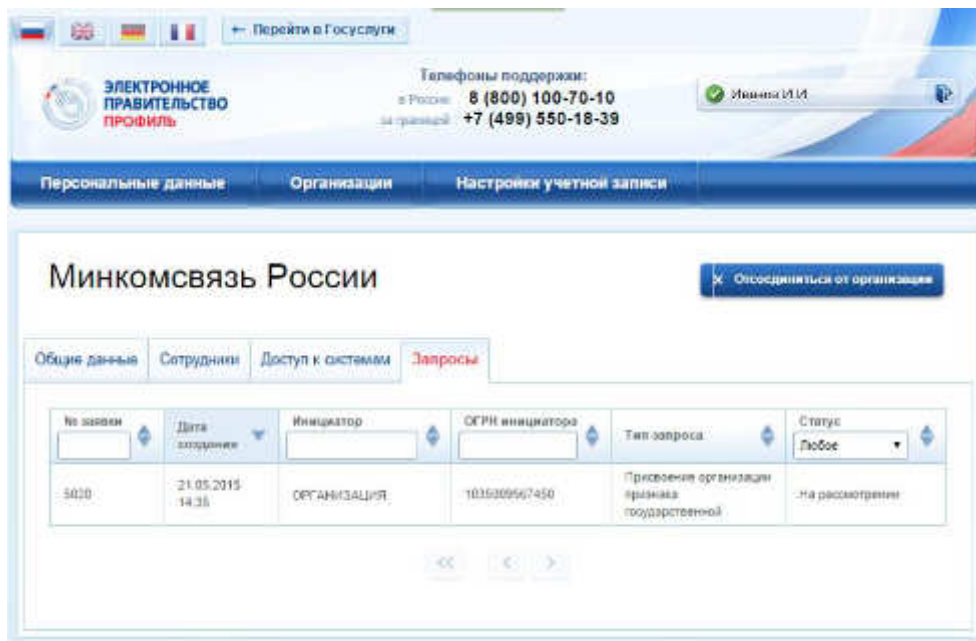 ← Перейти в Госуслуги
ЭЛЕКТРОННОЕ
ПРАВИТЕЛЬСТВО
ПРОФИЛЬ
Телефоны поддержки:
в России 8 (800) 100-70-10
за границей +7 (499) 550-18-39
Иванов И.И.
Персональные данные Организации Настройки учетной записи
Минкомсвязь России
× Отсоединиться от организации
Общие данные Сотрудники Доступ к системам Запросы
№ заявки Дата создания Инициатор ОГРН инициатора Тип запроса Статус
Любое
5020 21.05.2015 ОРГАНИЗАЦИЯ Присвоение организации На рассмотрении
признака
государственной
<< < >